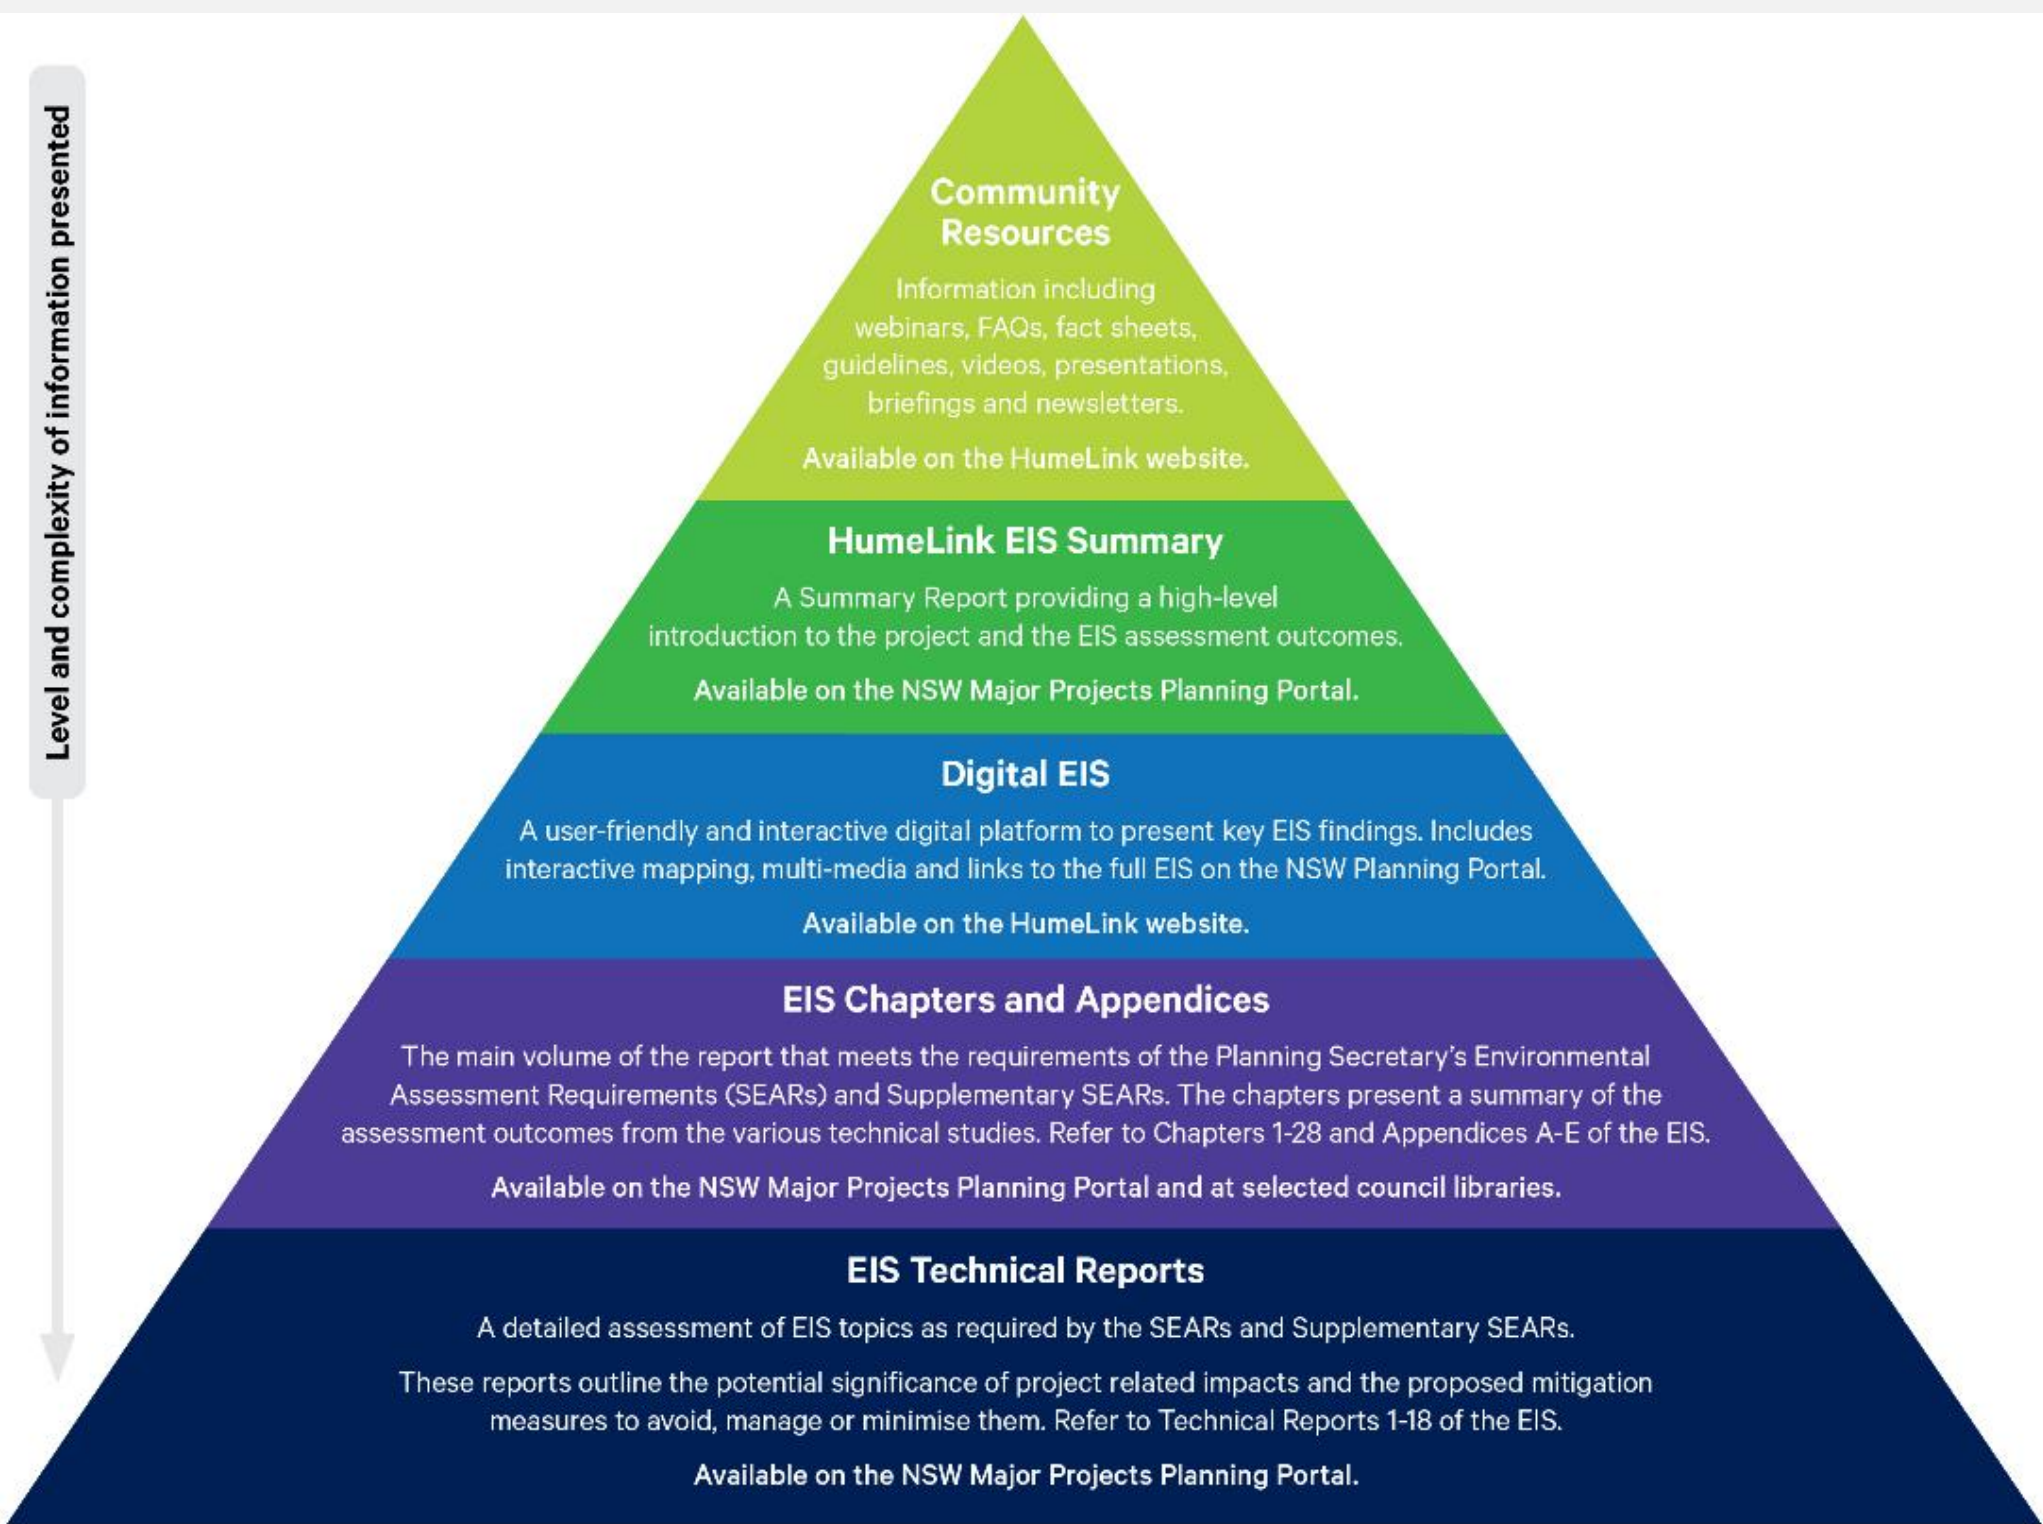 Level and complexity of information presented
Community
Resources
Information including
webinars, FAQs, fact sheets,
guidelines, videos, presentations,
briefings and newsletters.
Available on the HumeLink website.
HumeLink EIS Summary
A Summary Report providing a high-level
introduction to the project and the EIS assessment outcomes.
Available on the NSW Major Projects Planning Portal.
Digital EIS
A user-friendly and interactive digital platform to present key EIS findings. Includes
interactive mapping, multi-media and links to the full EIS on the NSW Planning Portal.
Available on the HumeLink website.
EIS Chapters and Appendices
The main volume of the report that meets the requirements of the Planning Secretary's Environmental
Assessment Requirements (SEARs) and Supplementary SEARs. The chapters present a summary of the
assessment outcomes from the various technical studies. Refer to Chapters 1-28 and Appendices A-E of the EIS.
Available on the NSW Major Projects Planning Portal and at selected council libraries.
EIS Technical Reports
A detailed assessment of EIS topics as required by the SEARs and Supplementary SEARs.
These reports outline the potential significance of project related impacts and the proposed mitigation
measures to avoid, manage or minimise them. Refer to Technical Reports 1-18 of the EIS.
Available on the NSW Major Projects Planning Portal.